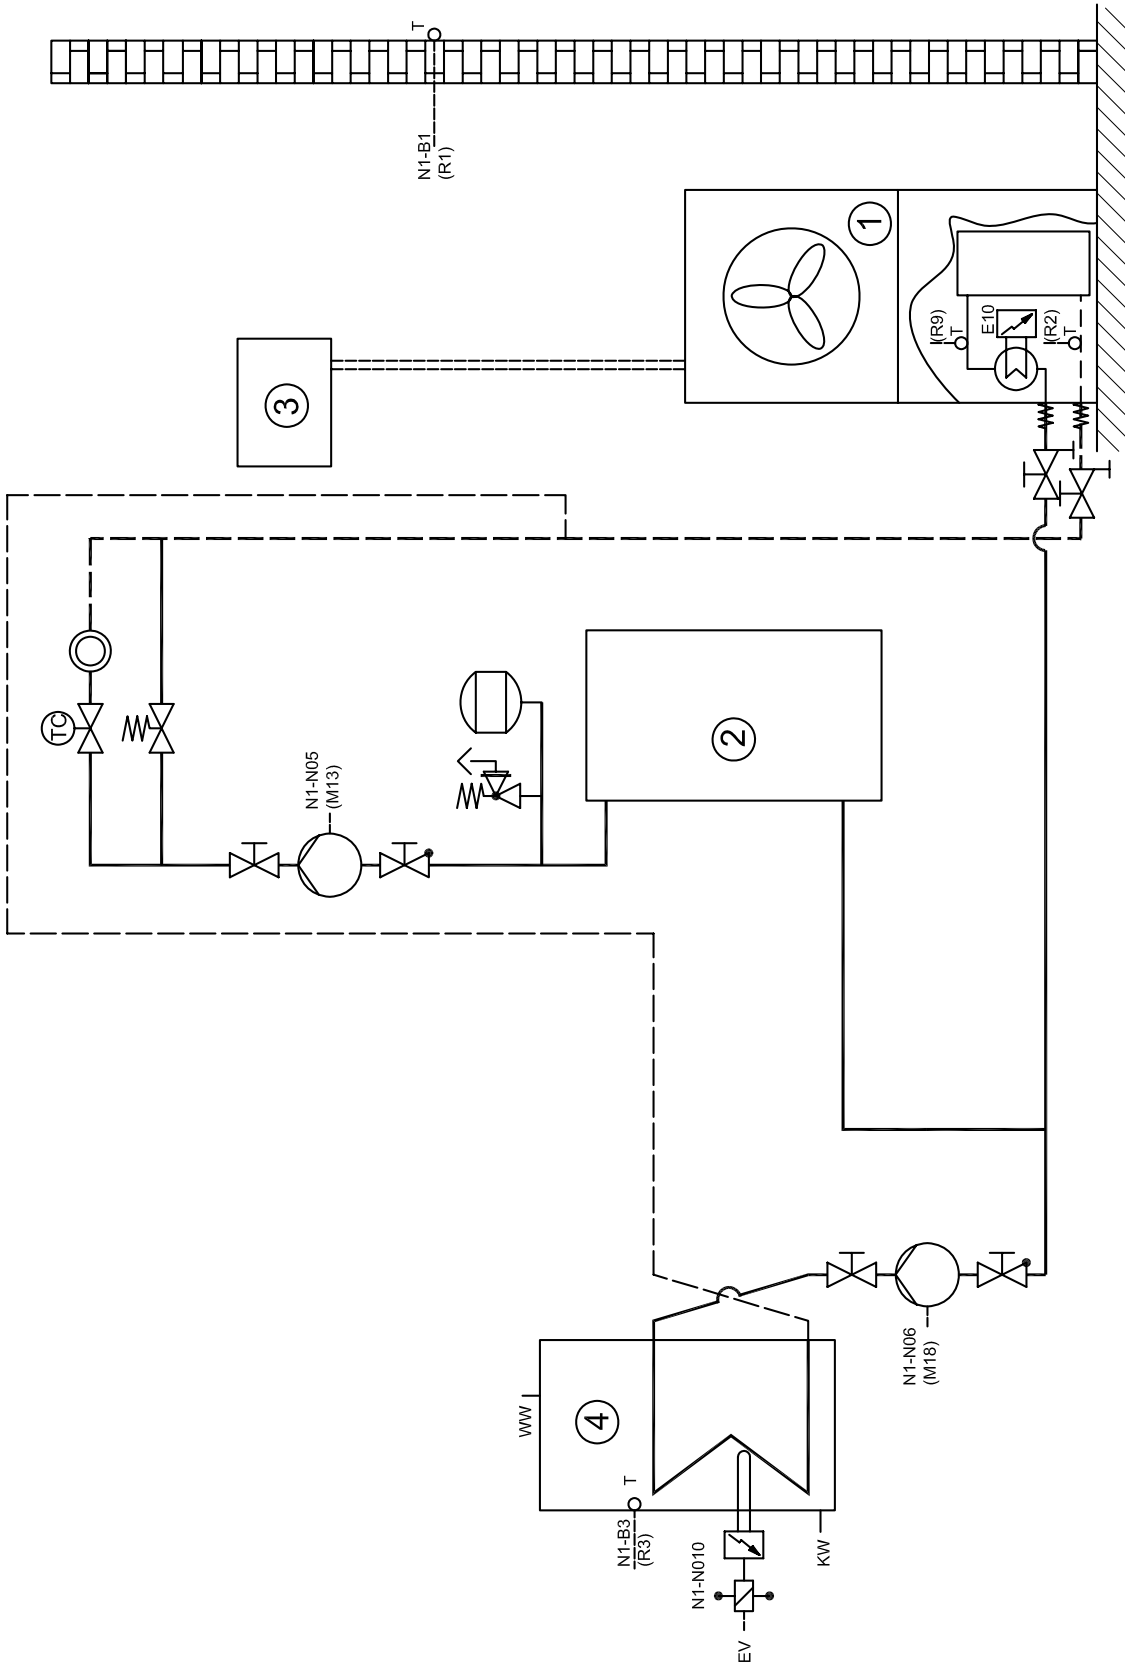 T
N1-B1
(R1)
1
3
(R9)
T
E10
(R2)
T
TC
N1-N05
(M13)
2
N1-N06
(M18)
WW
4
T
N1-B3
(R3)
N1-N010
KW
EV